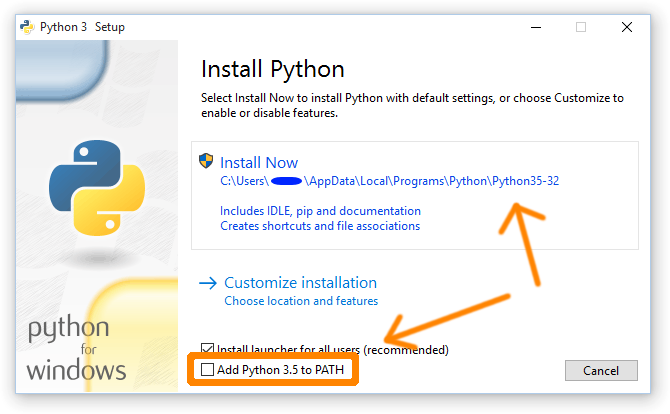 Python 3 Setup
Install Python
Select Install Now to install Python with default settings, or choose Customize to
enable or disable features.
Install Now
C:\Users\ \AppData\Local\Programs\Python\Python35-32
Includes IDLE, pip and documentation
Creates shortcuts and file associations
Customize installation
Choose location and features
Install launcher for all users (recommended)
Add Python 3.5 to PATH
Cancel
python
for
windows